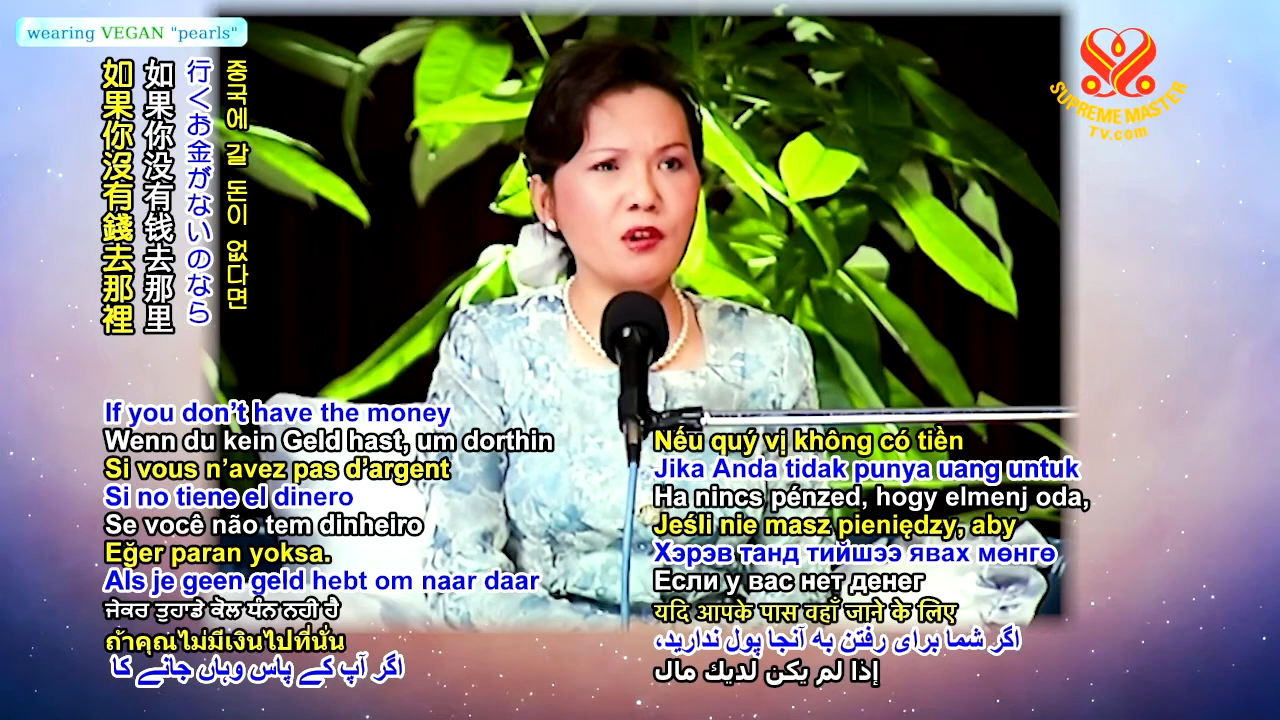 wearing VEGAN "pearls"
SUPREME MASTER
TV.com
如果你沒有錢去那裡
如果你没有钱去那里
行くお金がないのなら
중국에 갈 돈이 없다면
If you don't have the money
Wenn du kein Geld hast, um dorthin
Si vous n'avez pas d'argent
Si no tiene el dinero
Se você não tem dinheiro
Eğer paran yoksa.
Als je geen geld hebt om naar daar
ਜੇਕਰ ਤੁਹਾਡੇ ਕੋਲ ਧੰਨ ਨਹੀ ਹੈ
ถ้าคุณไม่มีเงินไปที่นั่น
اگر آپ کے پاس وہاں جانے کا
Nếu quý vị không có tiền
Jika Anda tidak punya uang untuk
Ha nincs pénzed, hogy elmenj oda,
Jeśli nie masz pieniędzy, aby
Хэрэв танд тийшээ явах мөнгө
Если у вас нет денег
यदि आपके पास वहाँ जाने के लिए
اگر شما برای رفتن به آنجا پول ندارید،
إذا لم يكن لديك مال